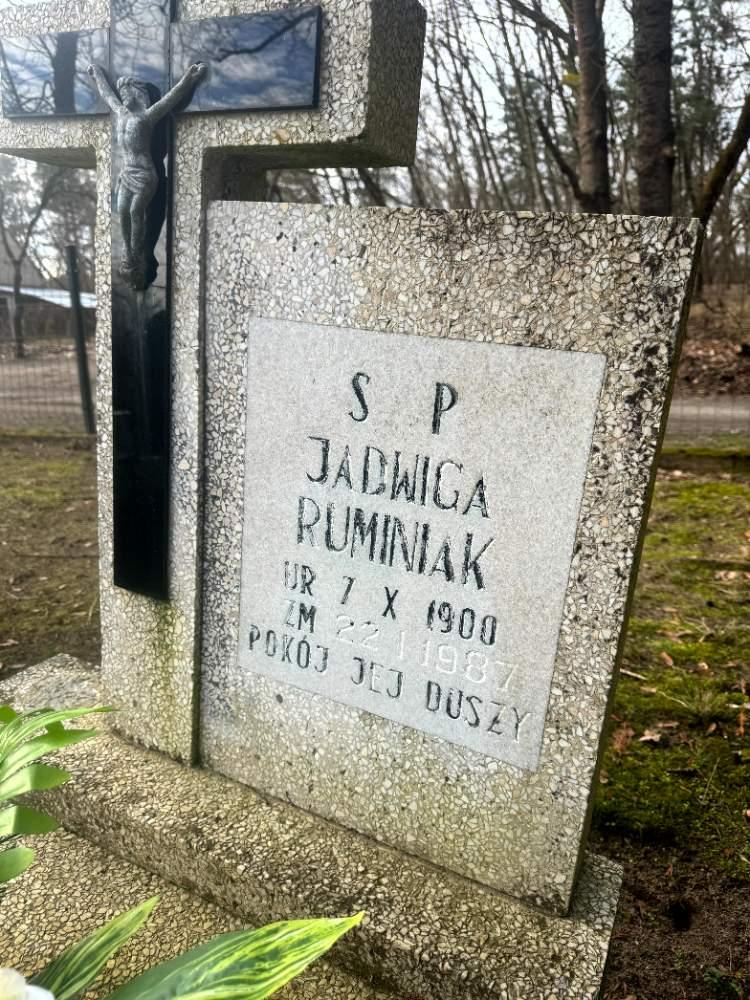 S P
JADWIGA
RUMINIAK
UR 7 X 1900
ZM 22 I 1987
POKÓJ JEJ DUSZY